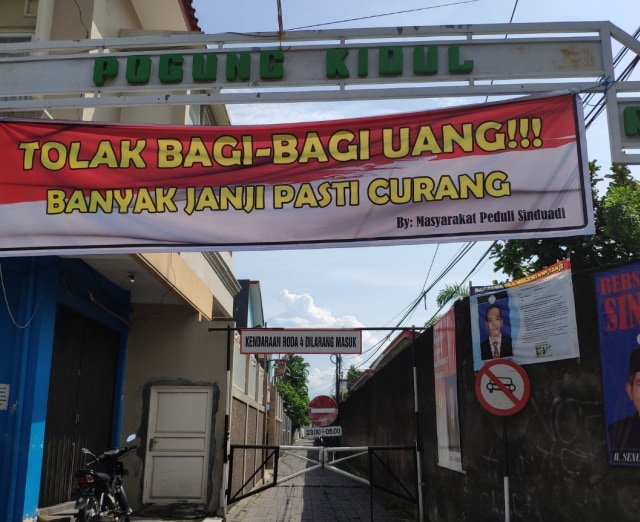 POGUNG KIDUL
TOLAK BAGI-BAGI UANG!!!
BANYAK JANJI PASTI CURANG
By: Masyarakat Peduli Sinduadi
KENDARAAN RODA 4 DILARANG MASUK
23.00 - 05.00